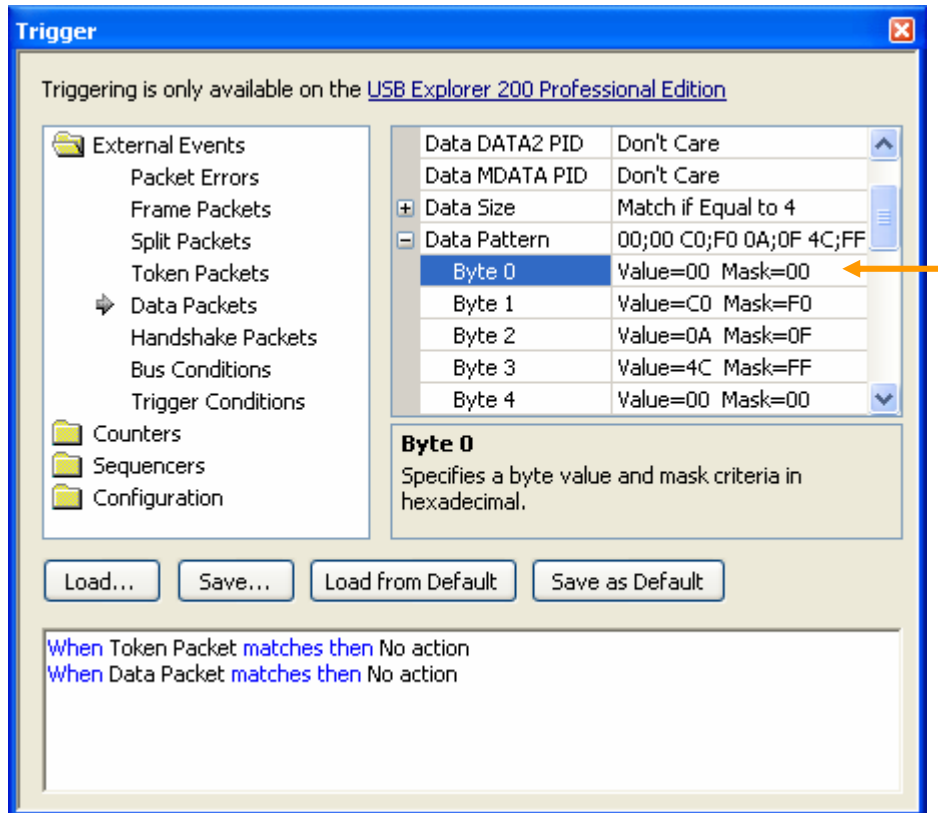 Trigger
Triggering is only available on the USB Explorer 200 Professional Edition
External Events
Packet Errors
Frame Packets
Split Packets
Token Packets
Data Packets
Handshake Packets
Bus Conditions
Trigger Conditions
Counters
Sequencers
Configuration
Data DATA2 PID Don't Care
Data MDATA PID Don't Care
Data Size Match if Equal to 4
Data Pattern 00;00 C0;F0 0A;0F 4C;FF
Byte 0 Value=00 Mask=00
Byte 1 Value=C0 Mask=F0
Byte 2 Value=0A Mask=0F
Byte 3 Value=4C Mask=FF
Byte 4 Value=00 Mask=00
Byte 0
Specifies a byte value and mask criteria in
hexadecimal.
Load... Save... Load from Default Save as Default
When Token Packet matches then No action
When Data Packet matches then No action